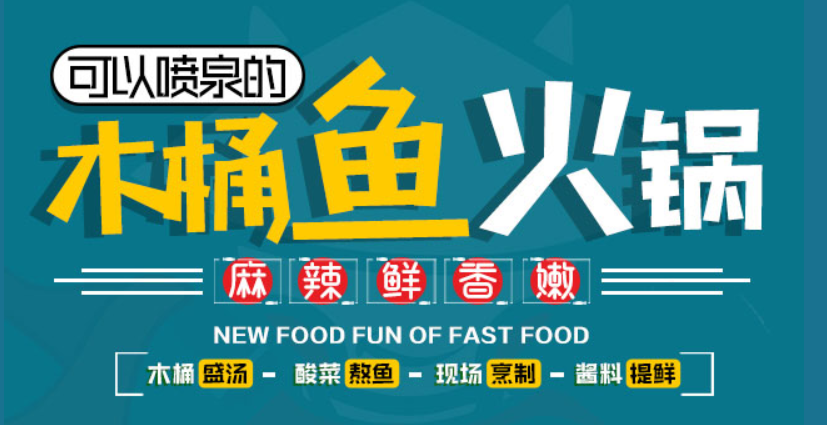 可以喷泉的
木桶鱼火锅
麻辣鲜香嫩
NEW FOOD FUN OF FAST FOOD
木桶盛汤 - 酸菜熬鱼 - 现场烹制 - 酱料提鲜